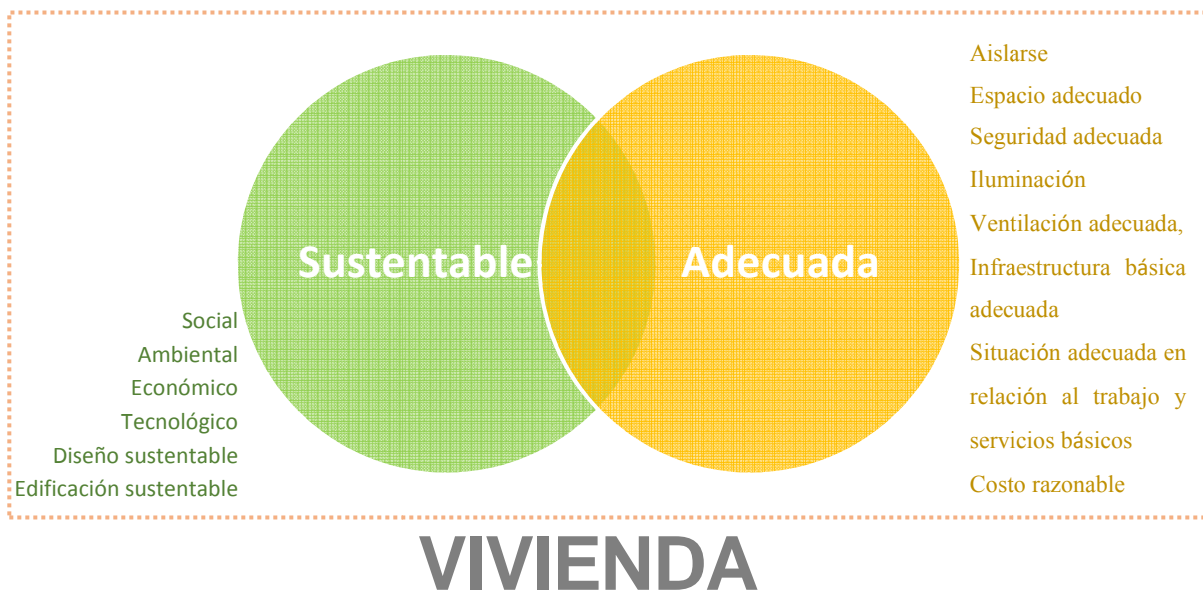 Sustentable
Adecuada
Social
Ambiental
Económico
Tecnológico
Diseño sustentable
Edificación sustentable
Aislarse
Espacio adecuado
Seguridad adecuada
Iluminación
Ventilación adecuada,
Infraestructura básica
adecuada
Situación adecuada en
relación al trabajo y
servicios básicos
Costo razonable
VIVIENDA